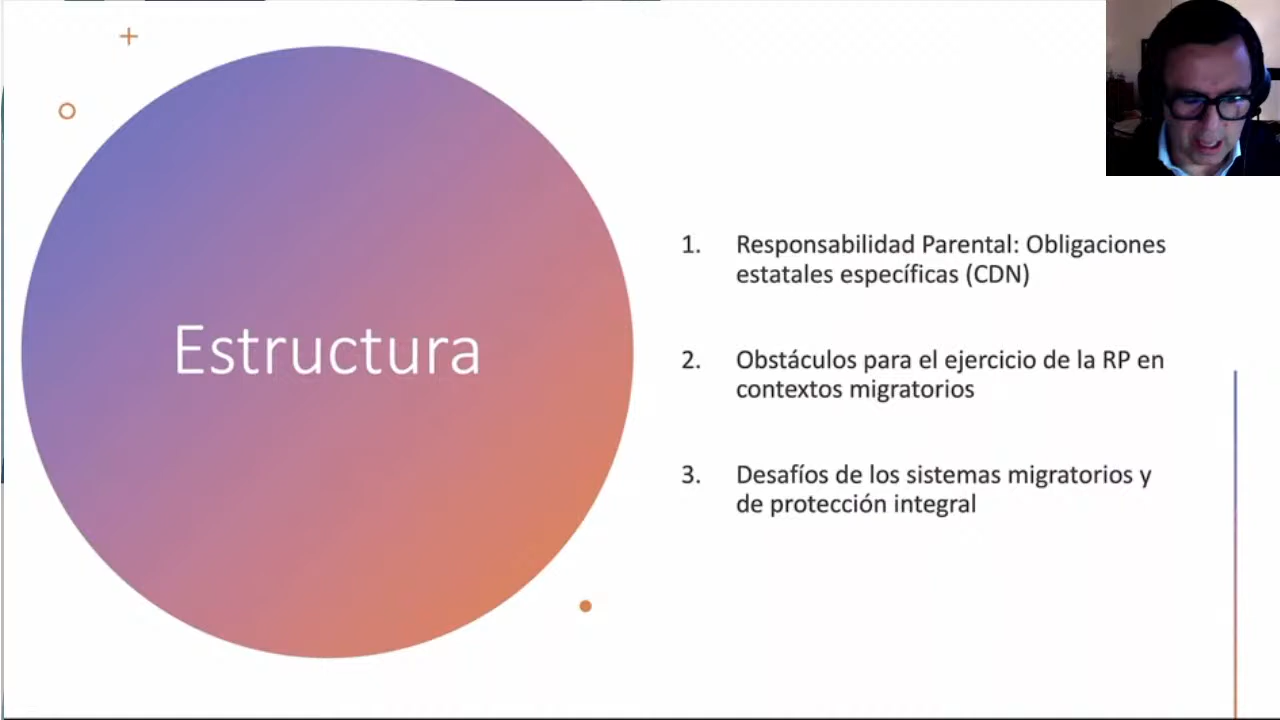 Estructura
1. Responsabilidad Parental: Obligaciones
estatales específicas (CDN)
2. Obstáculos para el ejercicio de la RP en
contextos migratorios
3. Desafíos de los sistemas migratorios y
de protección integral